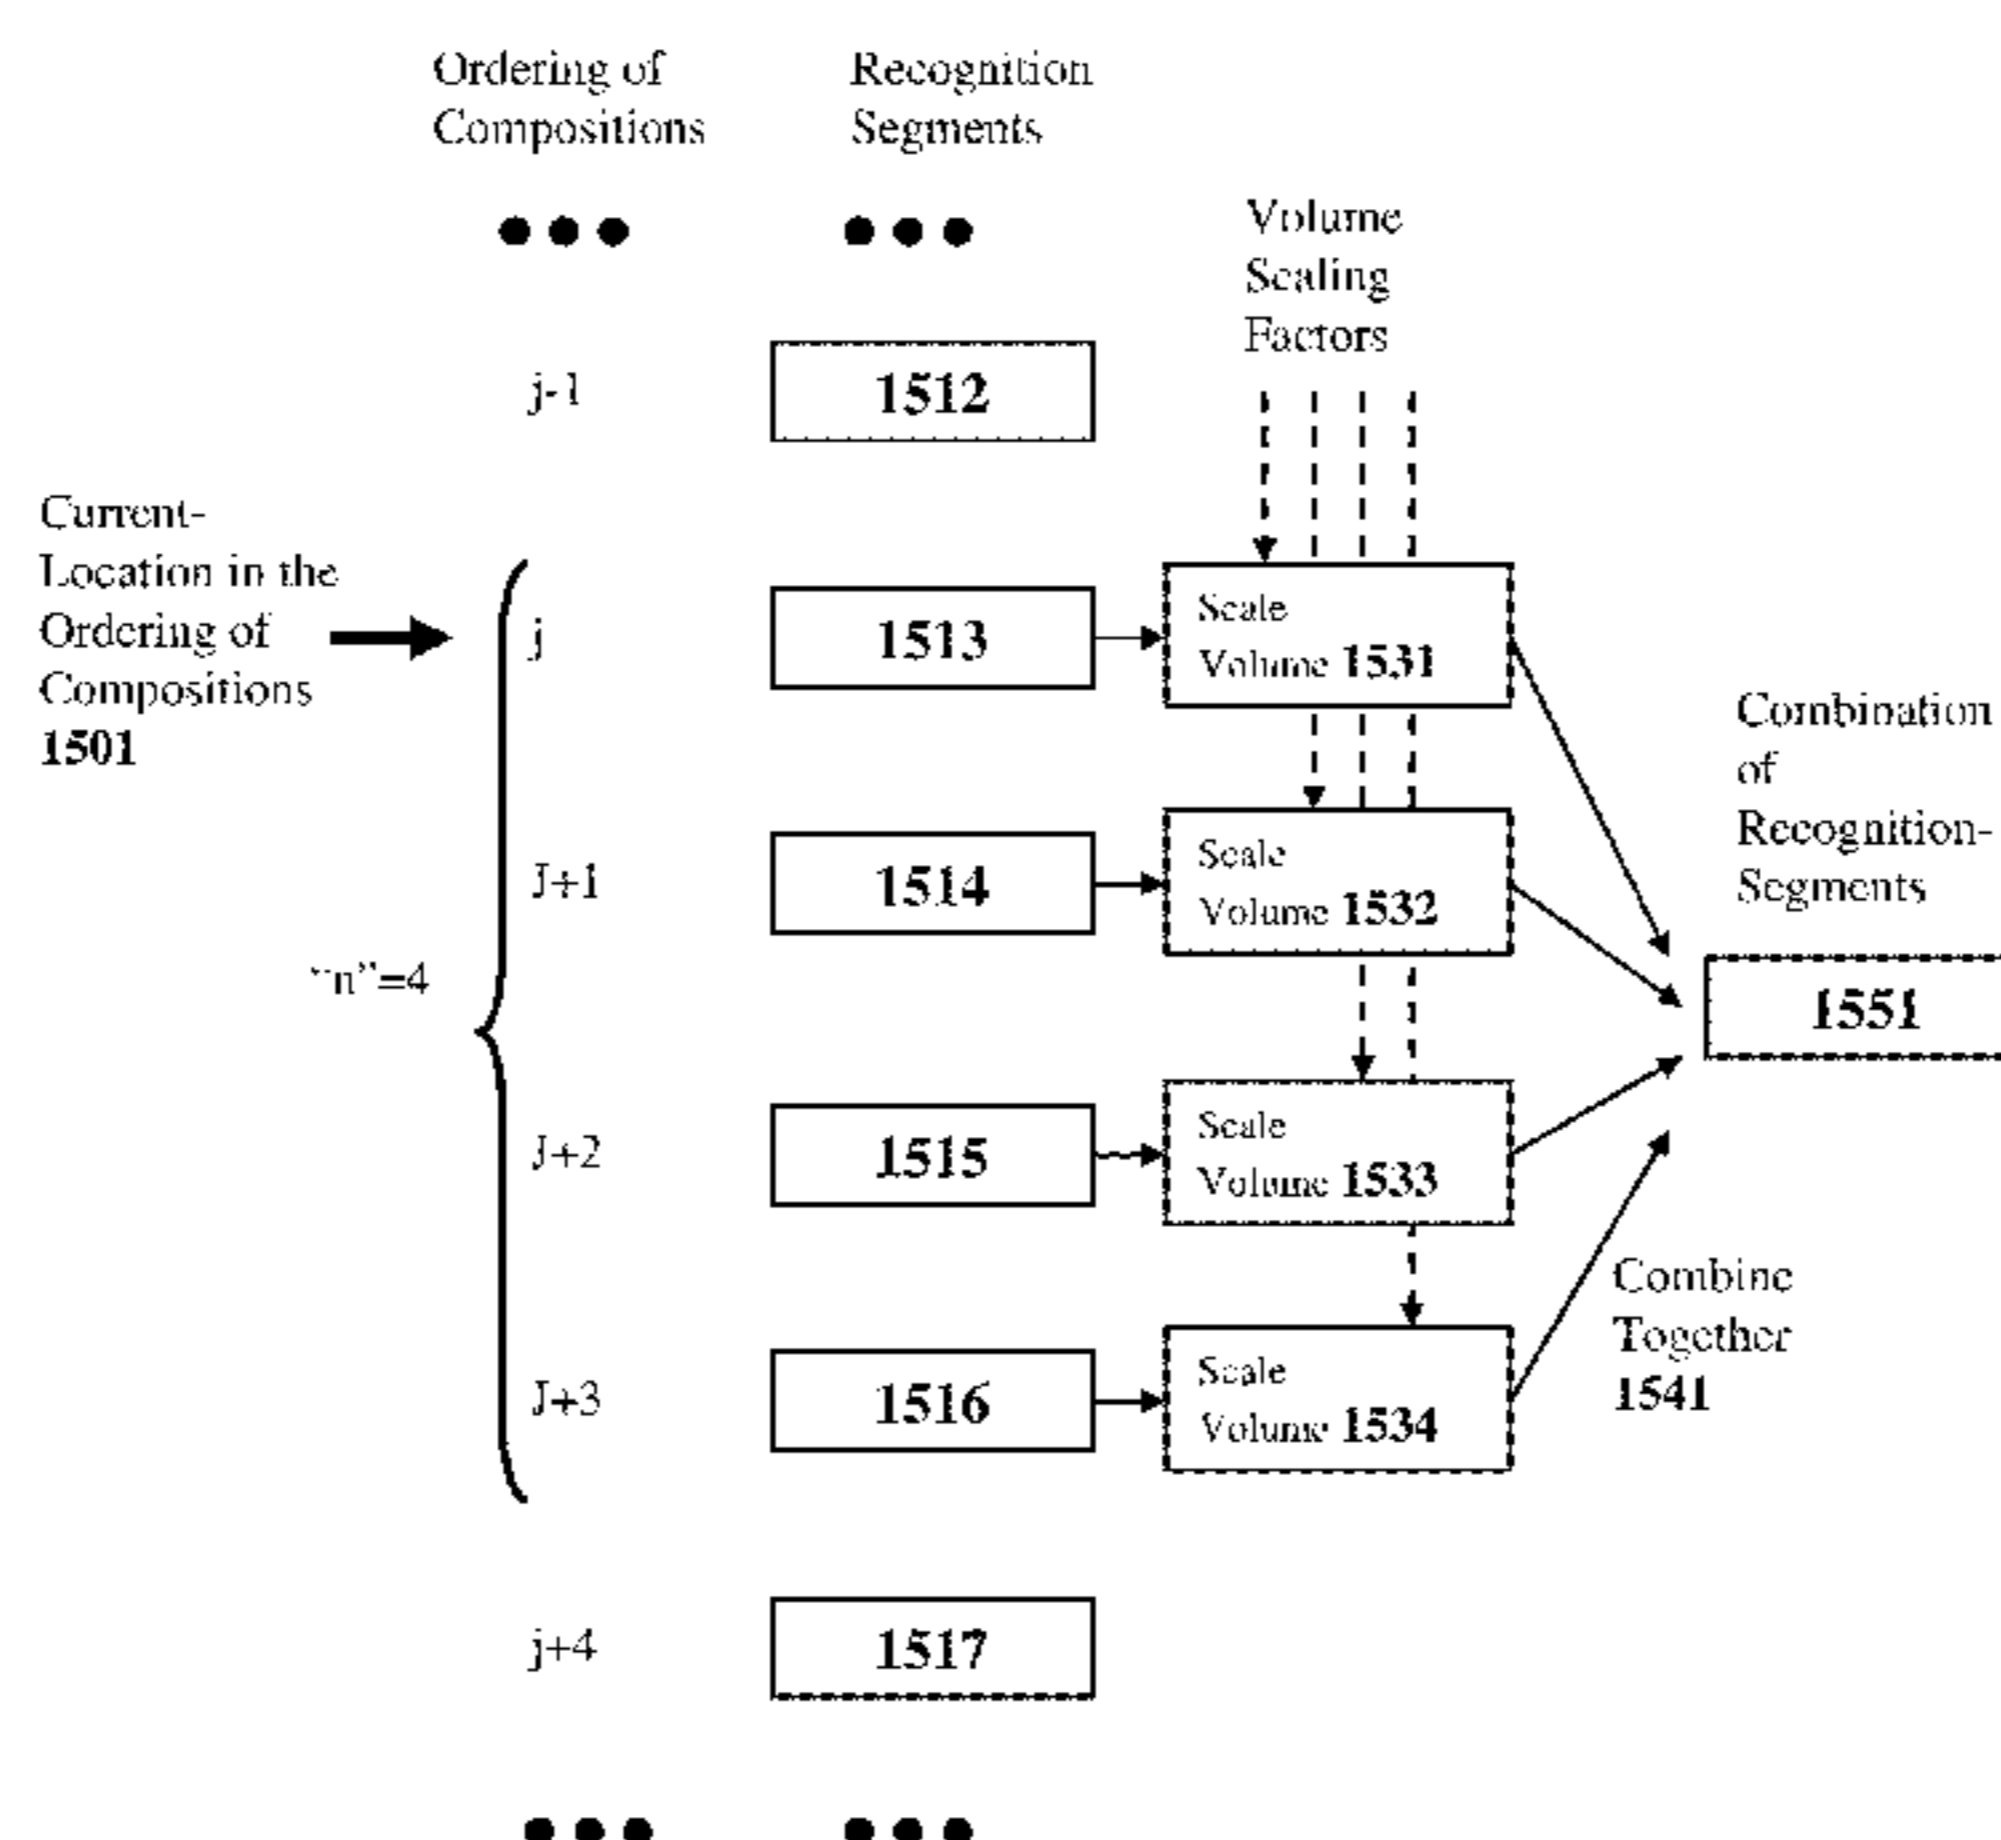 Ordering of
Compositions
Recognition
Segments
Volume
Scaling
Factors
j-1
1512
Current-
Location in the
Ordering of
Compositions
1501
j
1513
Scale
Volume 1531
Combination
of
Recognition-
Segments
J+1
1514
Scale
Volume 1532
"n"=4
1551
J+2
1515
Scale
Volume 1533
Combine
Together
1541
J+3
1516
Scale
Volume 1534
j+4
1517